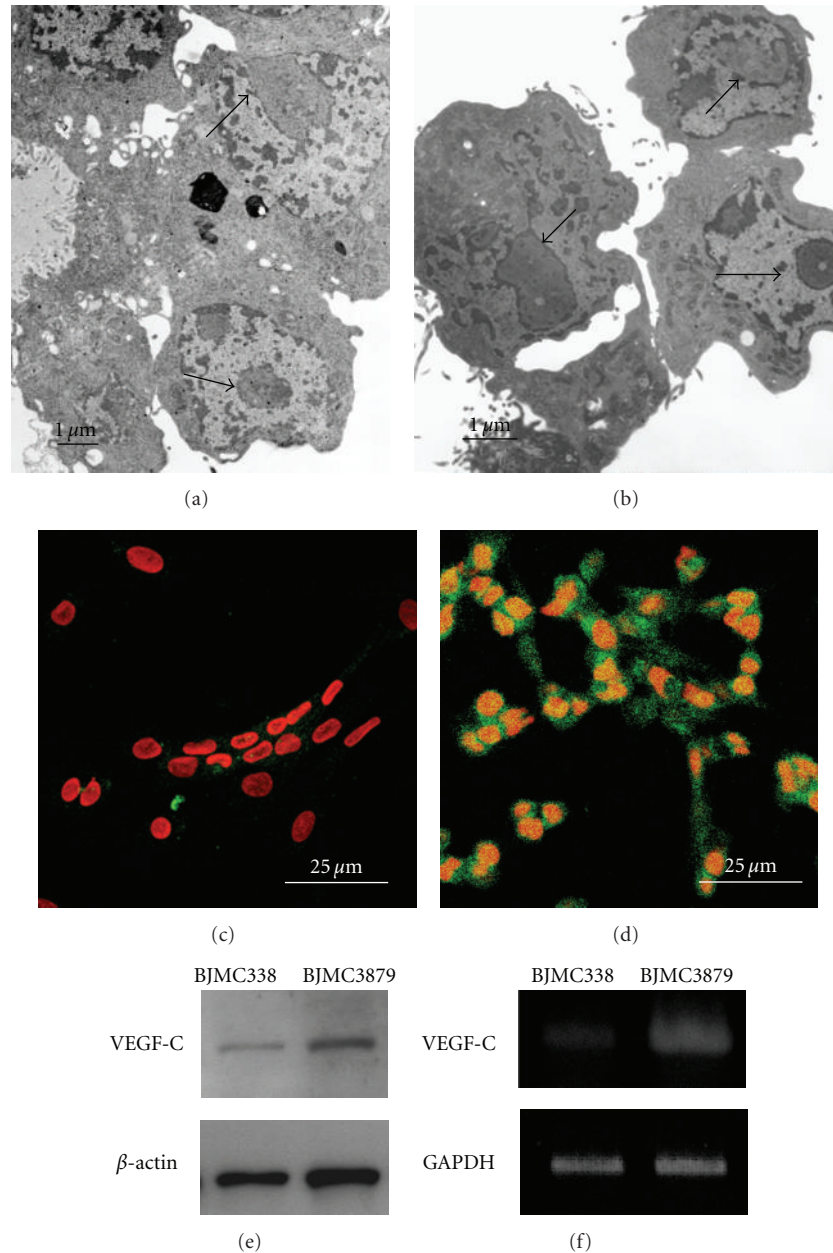 1 μm
1 μm
(a)
(b)
25 μm
25 μm
(c)
(d)
BJMC338 BJMC3879
BJMC338 BJMC3879
VEGF-C
VEGF-C
β-actin
GAPDH
(e)
(f)